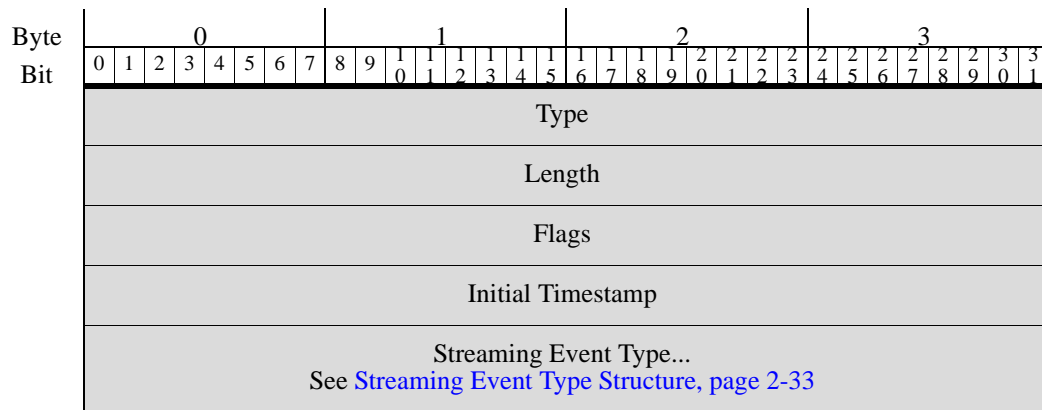 Byte 0 1 2 3
Bit 0 1 2 3 4 5 6 7 8 9 10 11 12 13 14 15 16 17 18 19 20 21 22 23 24 25 26 27 28 29 30 31
Type
Length
Flags
Initial Timestamp
Streaming Event Type...
See Streaming Event Type Structure, page 2-33